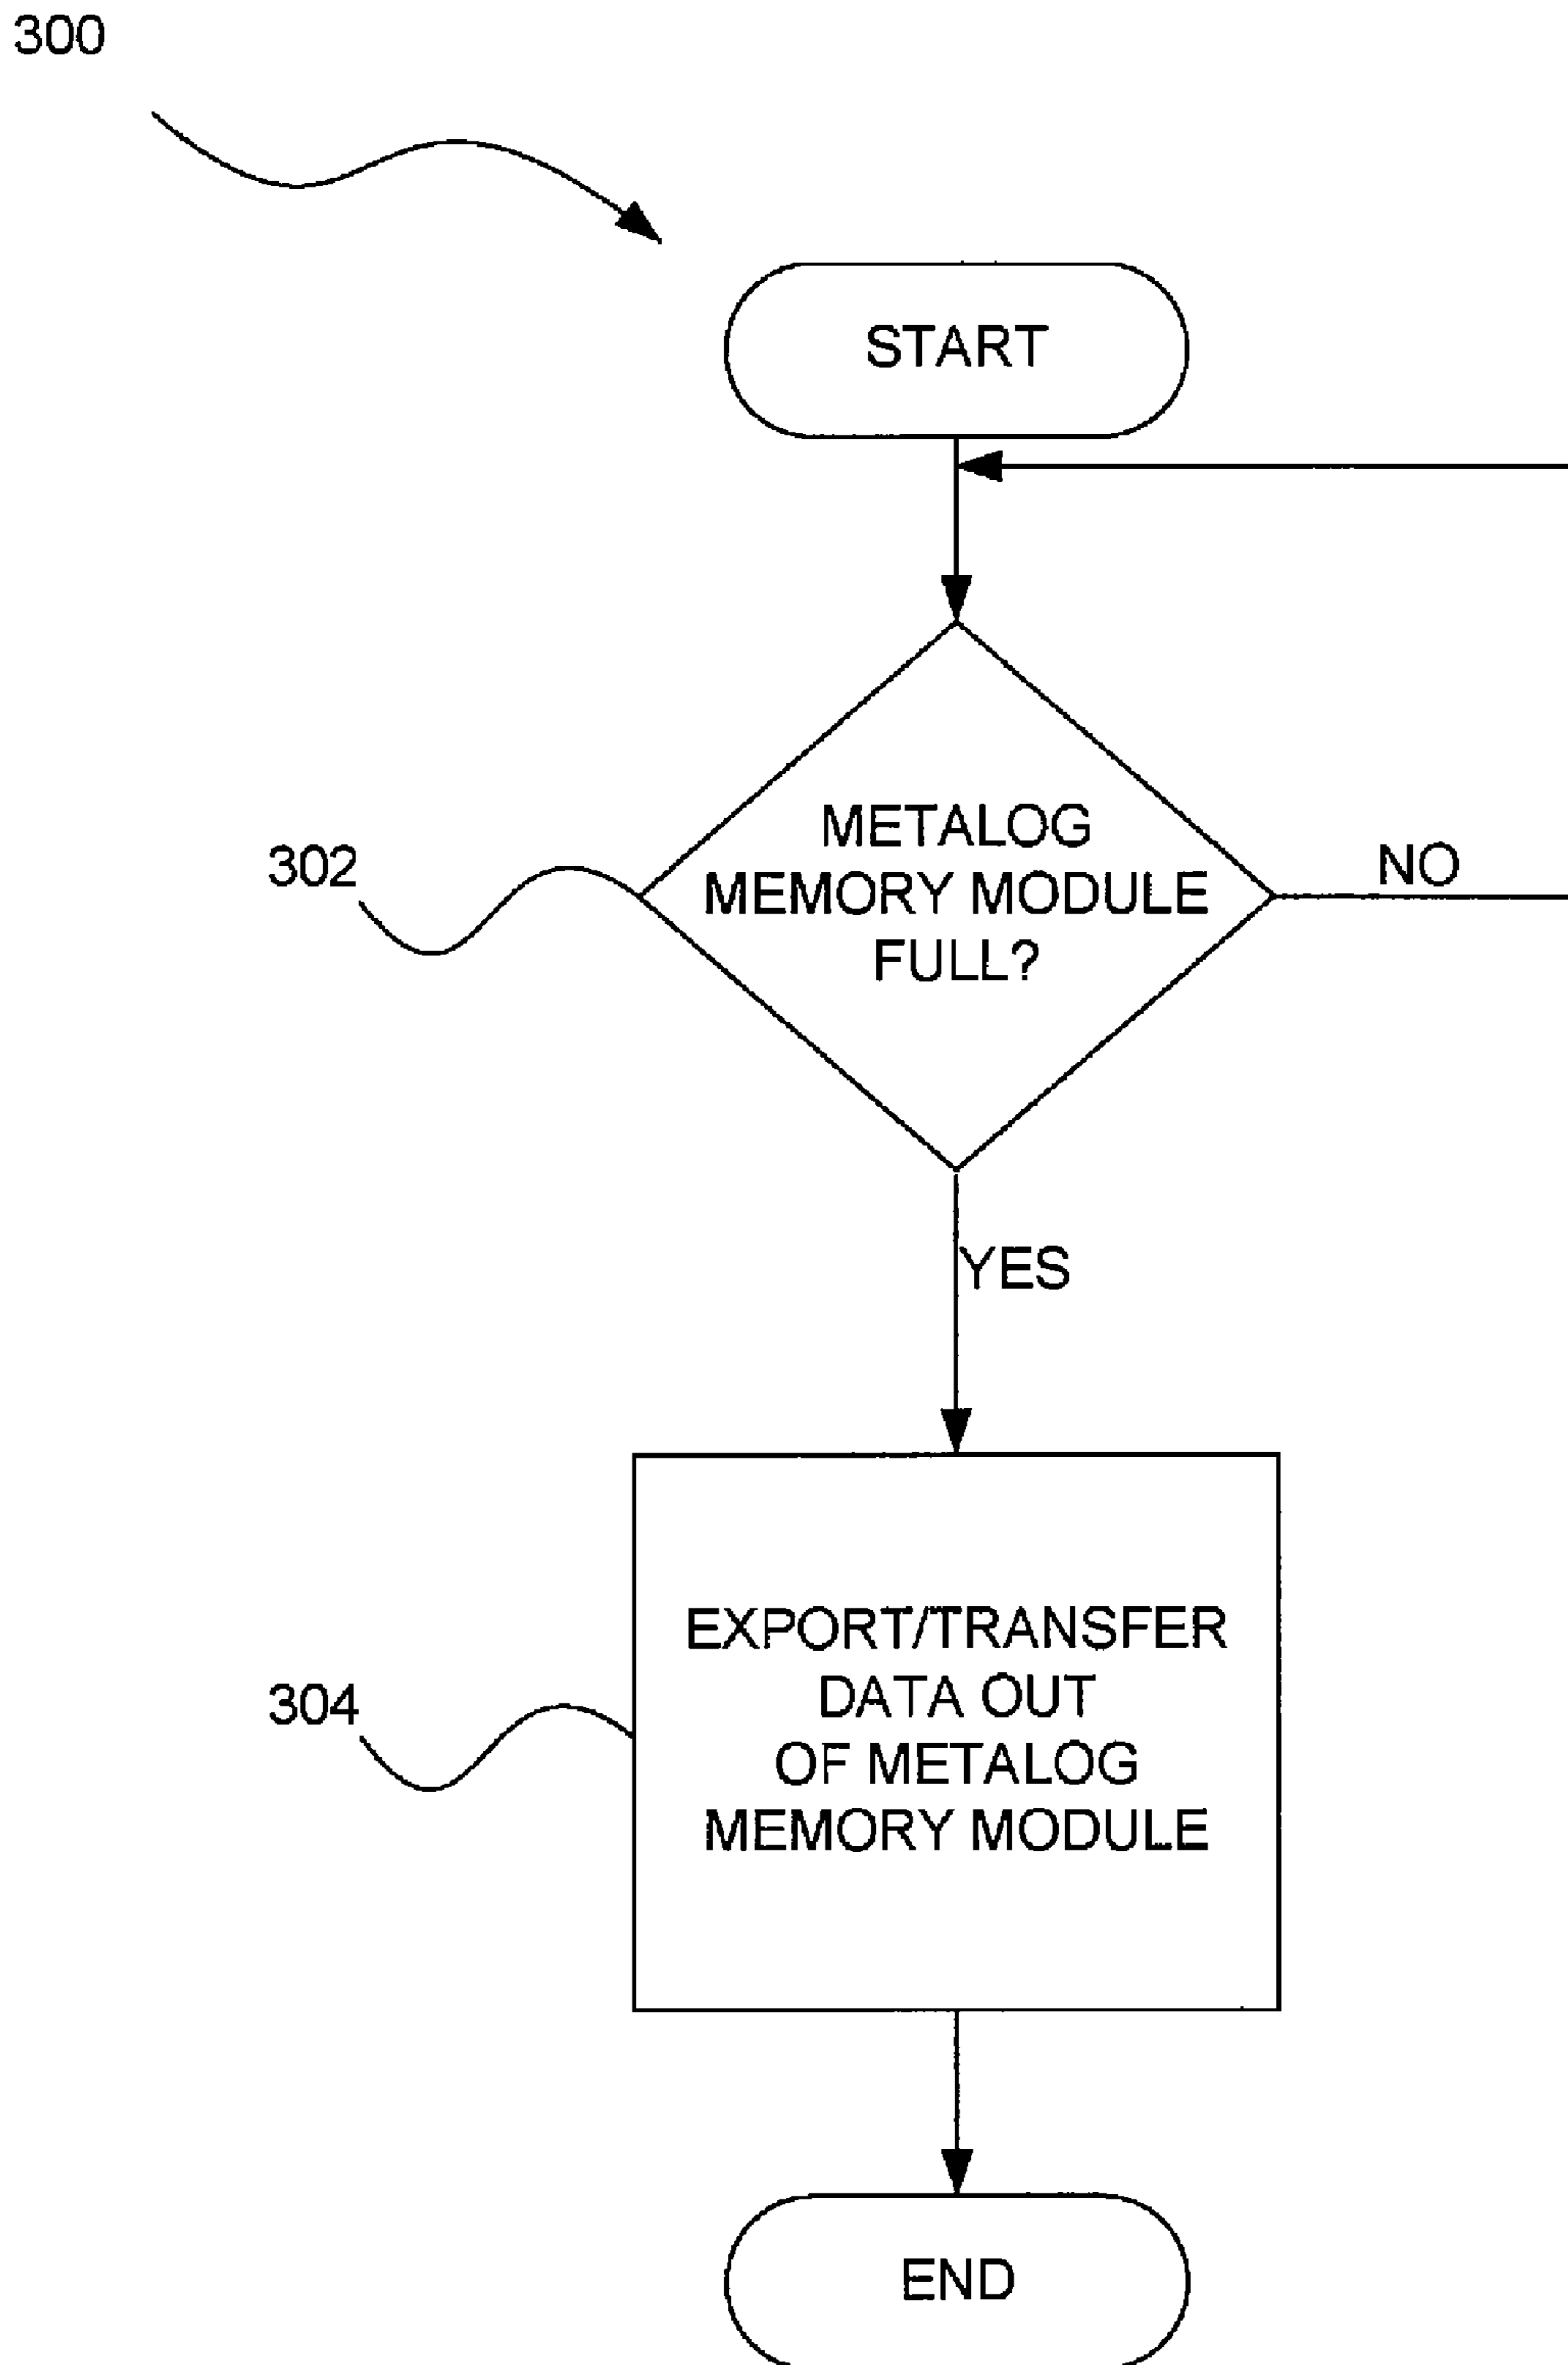 300
START
METALOG
MEMORY MODULE
FULL?
302
NO
YES
EXPORT/TRANSFER
DATA OUT
OF METALOG
MEMORY MODULE
304
END